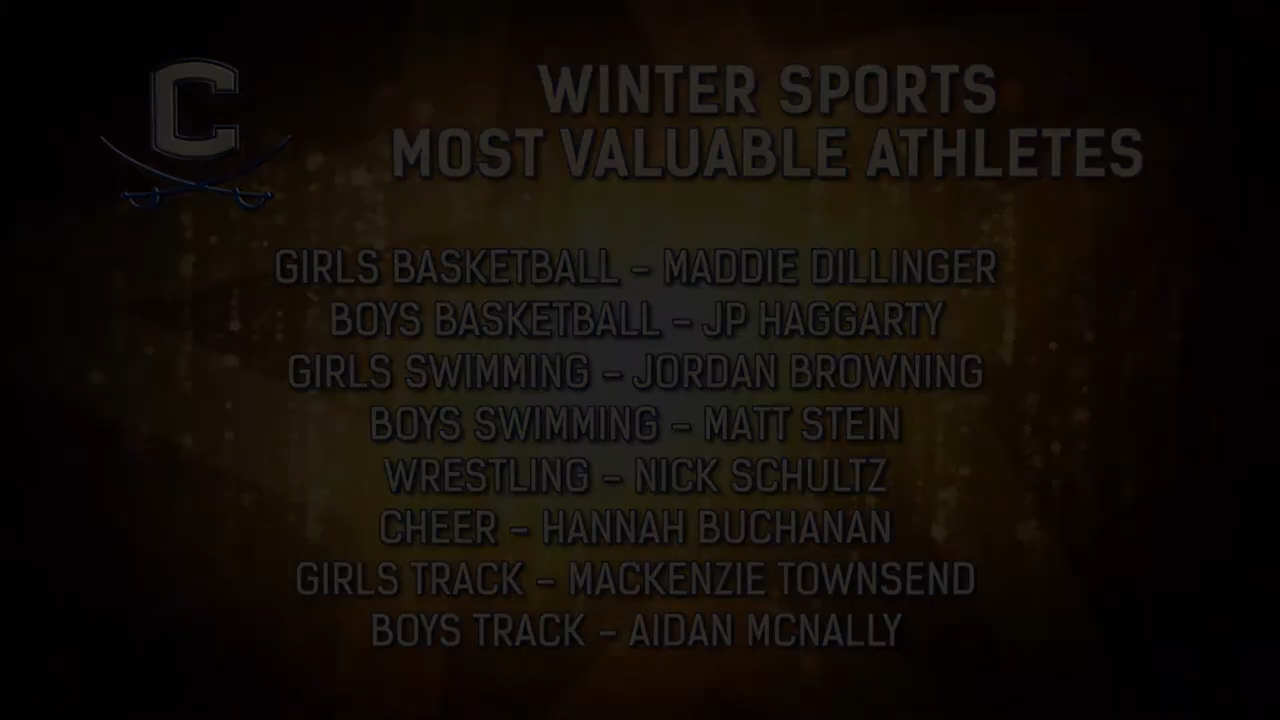 C
WINTER SPORTS
MOST VALUABLE ATHLETES
GIRLS BASKETBALL – MADDIE DILLINGER
BOYS BASKETBALL – JP HAGGARTY
GIRLS SWIMMING – JORDAN BROWNING
BOYS SWIMMING – MATT STEIN
WRESTLING – NICK SCHULTZ
CHEER – HANNAH BUCHANAN
GIRLS TRACK – MACKENZIE TOWNSEND
BOYS TRACK – AIDAN MCNALLY